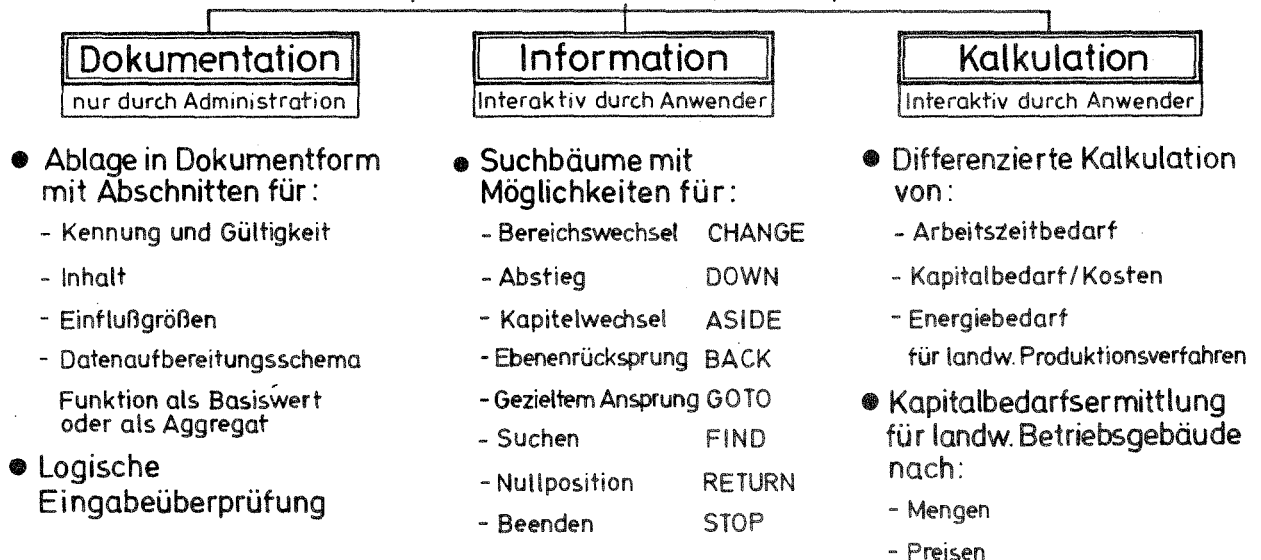 Dokumentation
nur durch Administration
● Ablage in Dokumentform
mit Abschnitten für:
- Kennung und Gültigkeit
- Inhalt
- Einflußgrößen
- Datenaufbereitungsschema
Funktion als Basiswert
oder als Aggregat
● Logische
Eingabeüberprüfung
Information
Interaktiv durch Anwender
● Suchbäume mit
Möglichkeiten für:
- Bereichswechsel CHANGE
- Abstieg DOWN
- Kapitelwechsel ASIDE
- Ebenenrücksprung BACK
- Gezieltem Ansprung GOTO
- Suchen FIND
- Nullposition RETURN
- Beenden STOP
Kalkulation
Interaktiv durch Anwender
● Differenzierte Kalkulation
von:
- Arbeitszeitbedarf
- Kapitalbedarf/Kosten
- Energiebedarf
für landw. Produktionsverfahren
● Kapitalbedarfsermittlung
für landw. Betriebsgebäude
nach:
- Mengen
- Preisen